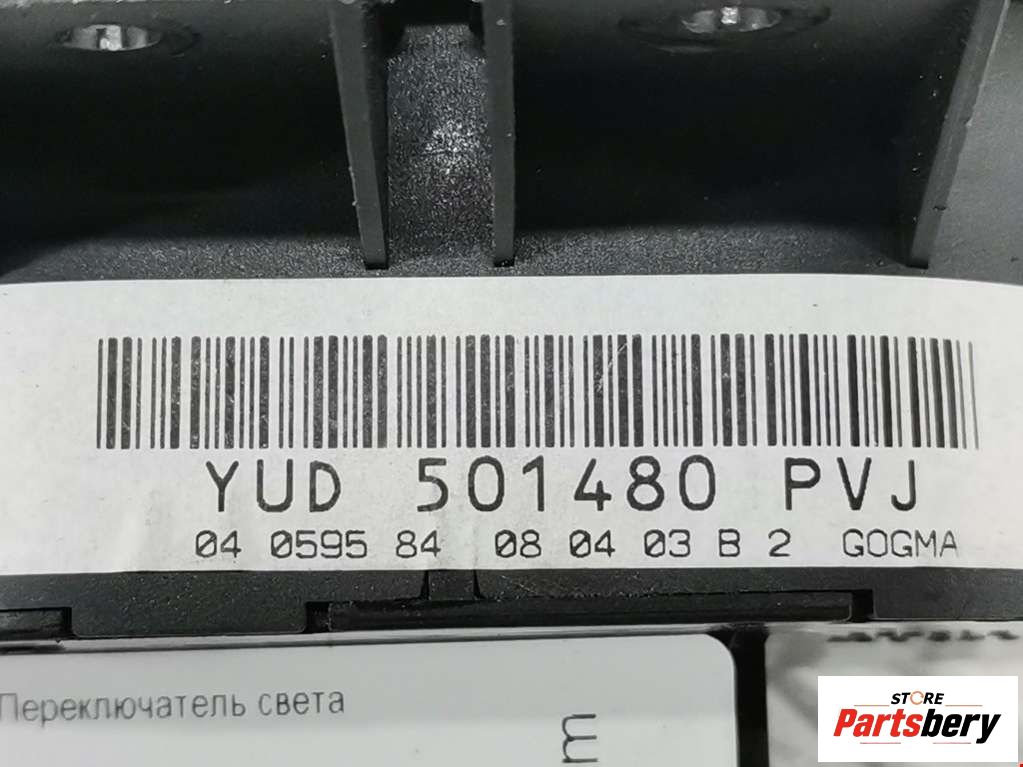 YUD 501480 PVJ
04 0595 84 08 04 03 B 2 GOGMA
Переключатель света
m
STORE
Partsbery